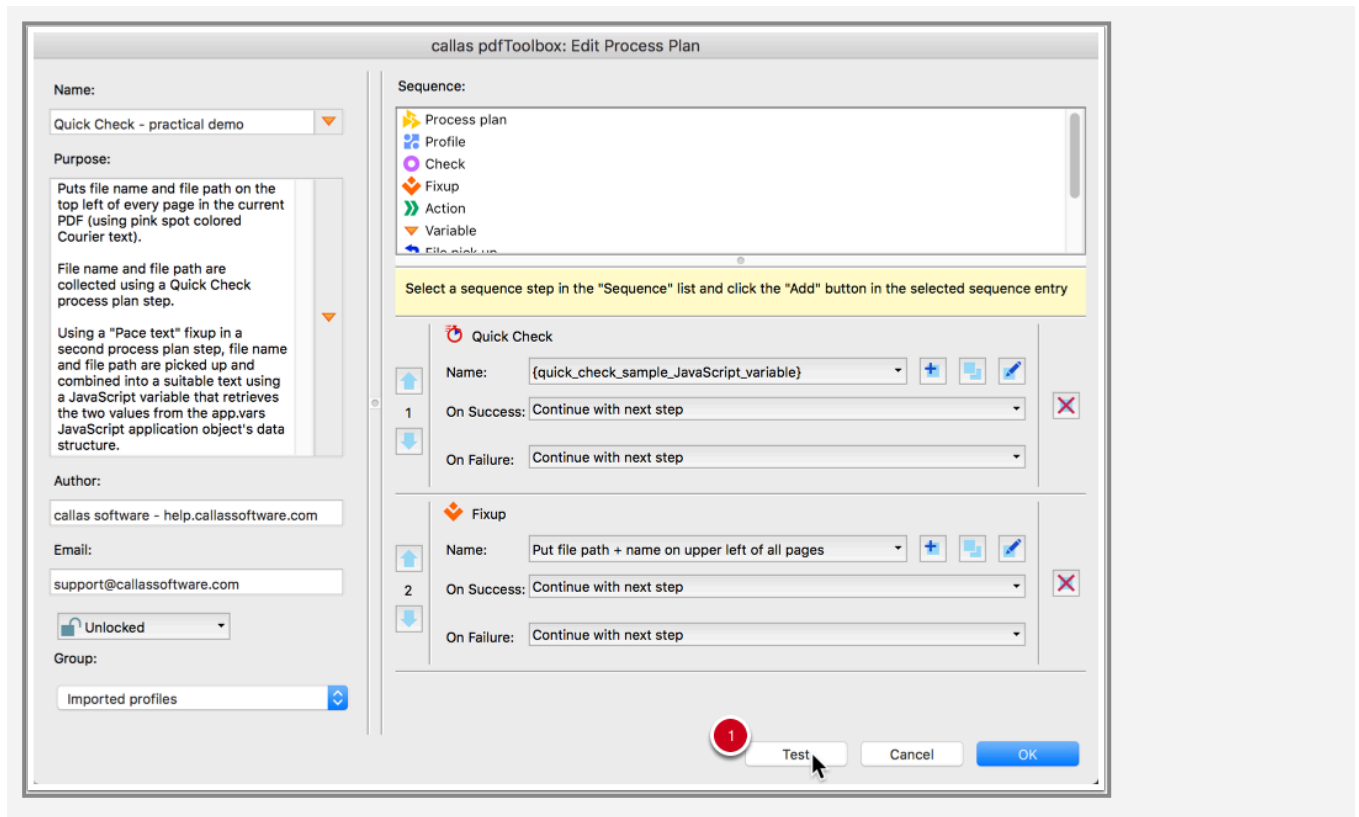 callas pdfToolbox: Edit Process Plan
Name:
Quick Check - practical demo
Purpose:
Puts file name and file path on the
top left of every page in the current
PDF (using pink spot colored
Courier text).
File name and file path are
collected using a Quick Check
process plan step.
Using a "Pace text" fixup in a
second process plan step, file name
and file path are picked up and
combined into a suitable text using
a JavaScript variable that retrieves
the two values from the app.vars
JavaScript application object's data
structure.
Author:
callas software - help.callassoftware.com
Email:
support@callassoftware.com
Unlocked
Group:
Imported profiles
Sequence:
Process plan
Profile
Check
Fixup
Action
Variable
File pick-up
Select a sequence step in the "Sequence" list and click the "Add" button in the selected sequence entry
Quick Check
Name: {quick_check_sample_JavaScript_variable}
1 On Success: Continue with next step
On Failure: Continue with next step
Fixup
Name: Put file path + name on upper left of all pages
2 On Success: Continue with next step
On Failure: Continue with next step
1
Test Cancel OK